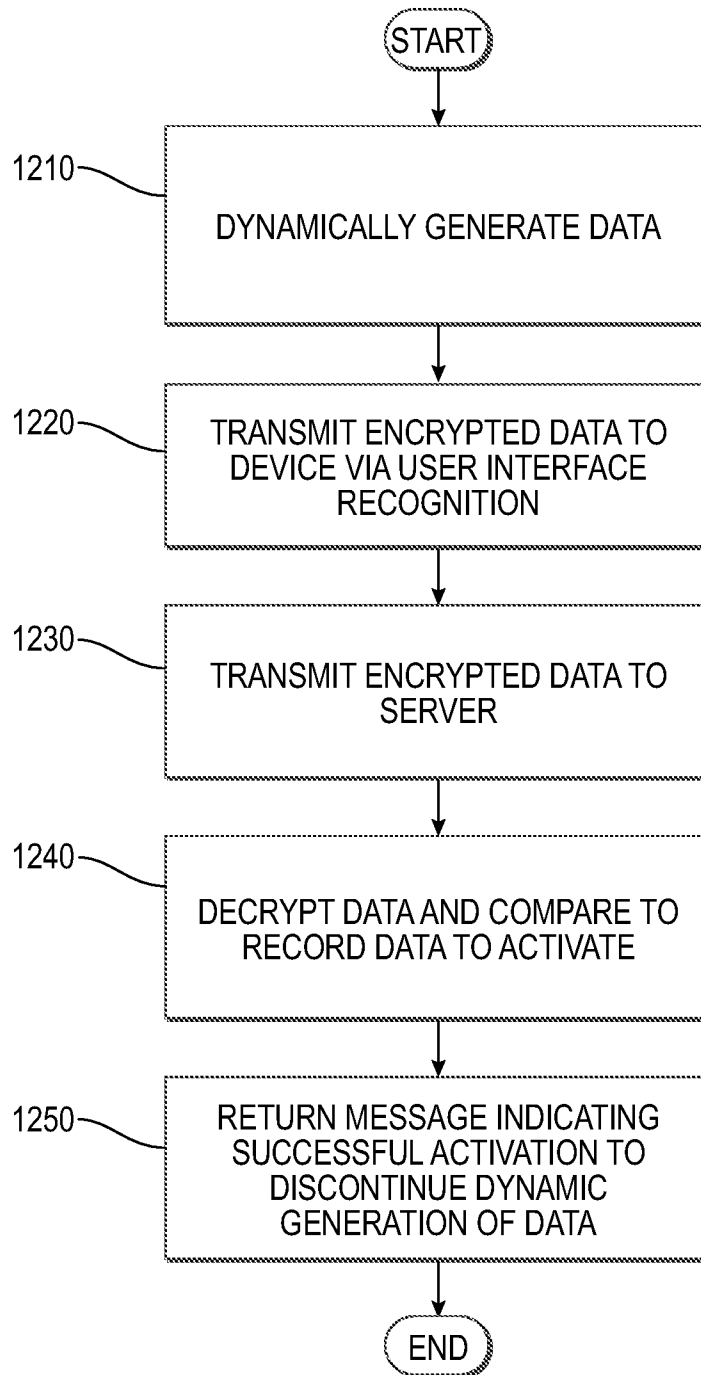 START
1210
DYNAMICALLY GENERATE DATA
1220
TRANSMIT ENCRYPTED DATA TO
DEVICE VIA USER INTERFACE
RECOGNITION
1230
TRANSMIT ENCRYPTED DATA TO
SERVER
1240
DECRYPT DATA AND COMPARE TO
RECORD DATA TO ACTIVATE
1250
RETURN MESSAGE INDICATING
SUCCESSFUL ACTIVATION TO
DISCONTINUE DYNAMIC
GENERATION OF DATA
END